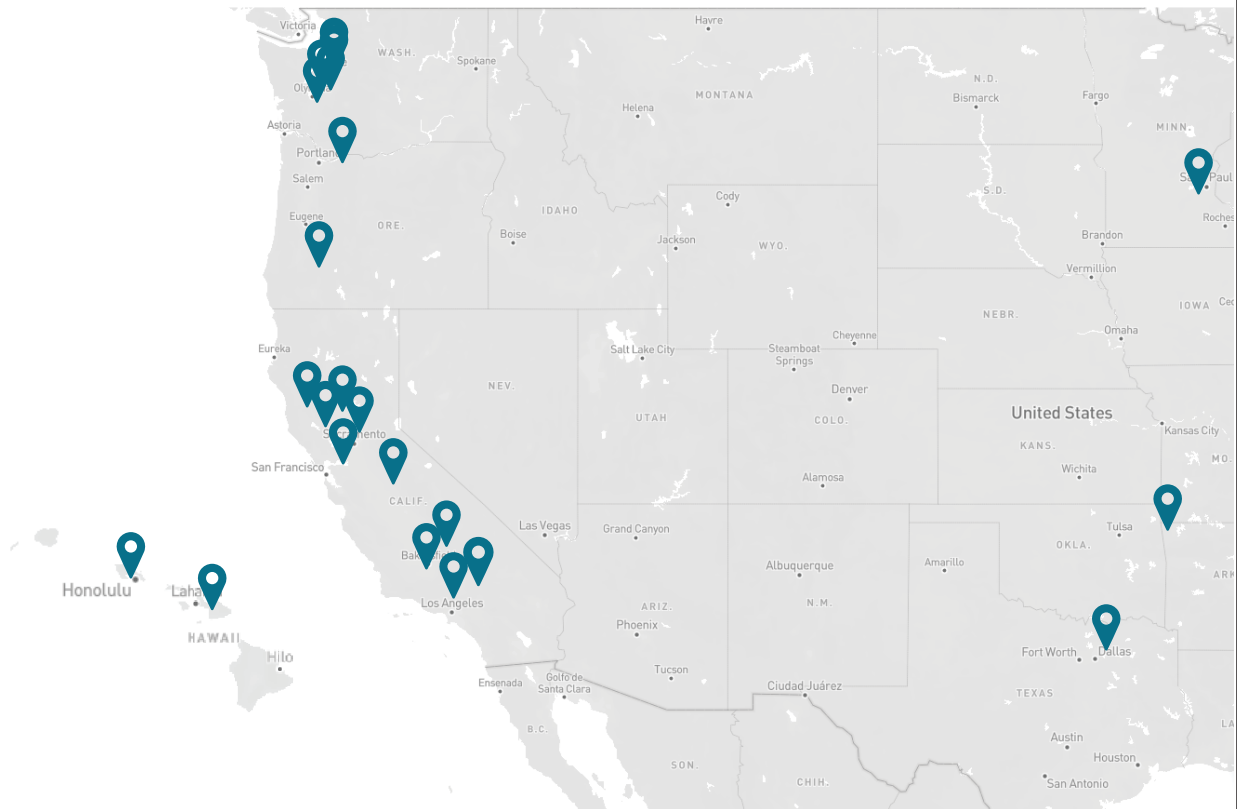 Victoria
WASH.
Spokane
Havre
MONTANA
Helena
N.D.
Bismarck
Fargo
MINN.
Astoria
Portland
Salem
Eugene
ORE.
IDAHO
Boise
Cody
Jackson
WYO.
S.D.
Paul
Roches
Brandon
Vermillion
IOWA
Ced
NEBR.
Omaha
Eureka
Salt Lake City
Cheyenne
Steamboat
Springs
Denver
NEV.
UTAH
COLO.
United States
Kansas City
KANS.
MO.
Wichita
Sacramento
San Francisco
Alamosa
CALIF.
Las Vegas
Grand Canyon
Tulsa
OKLA.
ARK
Albuquerque
Amarillo
Los Angeles
ARIZ.
N.M.
Phoenix
Honolulu
HAWAII
Hilo
Tucson
Ensenada
Golfo de
Santa Clara
Ciudad Juárez
Fort Worth
Dallas
TEXAS
B.C.
SON.
CHIH.
Austin
Houston
San Antonio
LA